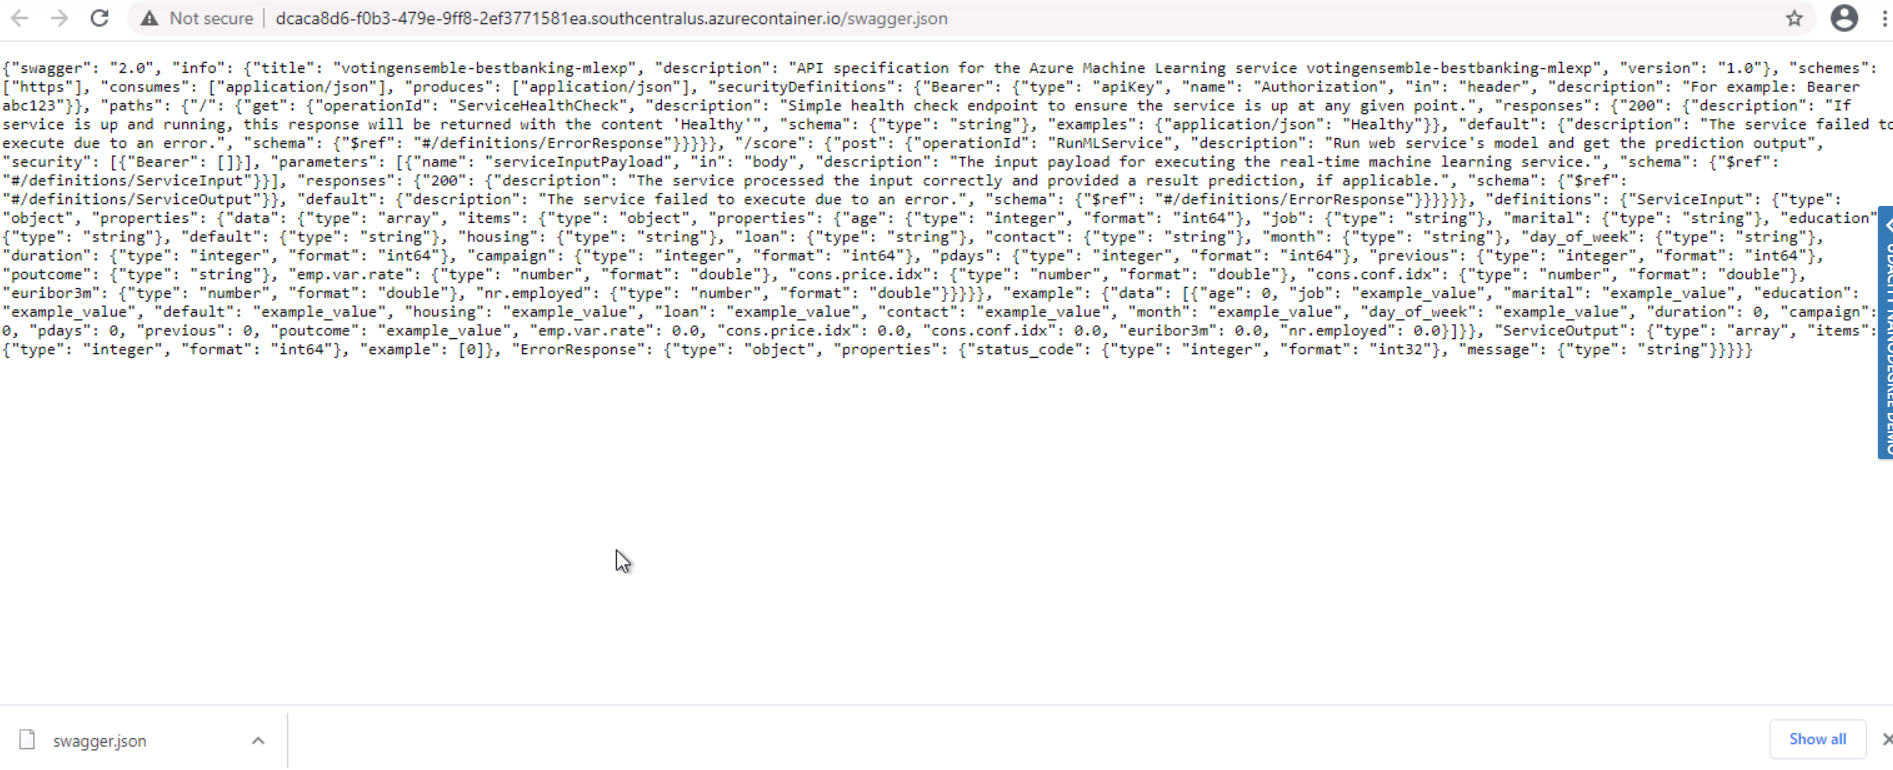 Not secure | dcaca8d6-f0b3-479e-9ff8-2ef3771581ea.southcentralus.azurecontainer.io/swagger.json
{"swagger": "2.0", "info": {"title": "votingensemble-bestbanking-mlexp", "description": "API specification for the Azure Machine Learning service votingensemble-bestbanking-mlexp", "version": "1.0"}, "schemes":
["https"], "consumes": ["application/json"], "produces": ["application/json"], "securityDefinitions": {"Bearer": {"type": "apiKey", "name": "Authorization", "in": "header", "description": "For example: Bearer
abc123"}}, "paths": {"/": {"get": {"operationId": "ServiceHealthCheck", "description": "Simple health check endpoint to ensure the service is up at any given point.", "responses": {"200": {"description": "If
service is up and running, this response will be returned with the content 'Healthy'", "schema": {"type": "string"}, "examples": {"application/json": "Healthy"}}, "default": {"description": "The service failed to
execute due to an error.", "schema": {"$ref": "#/definitions/ErrorResponse"}}}}}, "/score": {"post": {"operationId": "RunMLService", "description": "Run web service's model and get the prediction output",
"security": [{"Bearer": []}], "parameters": [{"name": "serviceInputPayload", "in": "body", "description": "The input payload for executing the real-time machine learning service.", "schema": {"$ref":
"#/definitions/ServiceInput"}}], "responses": {"200": {"description": "The service processed the input correctly and provided a result prediction, if applicable.", "schema": {"$ref":
"#/definitions/ServiceOutput"}}, "default": {"description": "The service failed to execute due to an error.", "schema": {"$ref": "#/definitions/ErrorResponse"}}}}}}, "definitions": {"ServiceInput": {"type":
"object", "properties": {"data": {"type": "array", "items": {"type": "object", "properties": {"age": {"type": "integer", "format": "int64"}, "job": {"type": "string"}, "marital": {"type": "string"}, "education"
{"type": "string"}, "default": {"type": "string"}, "housing": {"type": "string"}, "loan": {"type": "string"}, "contact": {"type": "string"}, "month": {"type": "string"}, "day_of_week": {"type": "string"},
"duration": {"type": "integer", "format": "int64"}, "campaign": {"type": "integer", "format": "int64"}, "pdays": {"type": "integer", "format": "int64"}, "previous": {"type": "integer", "format": "int64"},
"poutcome": {"type": "string"}, "emp.var.rate": {"type": "number", "format": "double"}, "cons.price.idx": {"type": "number", "format": "double"}, "cons.conf.idx": {"type": "number", "format": "double"},
"euribor3m": {"type": "number", "format": "double"}, "nr.employed": {"type": "number", "format": "double"}}}}}, "example": {"data": [{"age": 0, "job": "example_value", "marital": "example_value", "education":
"example_value", "default": "example_value", "housing": "example_value", "loan": "example_value", "contact": "example_value", "month": "example_value", "day_of_week": "example_value", "duration": 0, "campaign":
0, "pdays": 0, "previous": 0, "poutcome": "example_value", "emp.var.rate": 0.0, "cons.price.idx": 0.0, "cons.conf.idx": 0.0, "euribor3m": 0.0, "nr.employed": 0.0}]}}, "ServiceOutput": {"type": "array", "items":
{"type": "integer", "format": "int64"}, "example": [0]}, "ErrorResponse": {"type": "object", "properties": {"status_code": {"type": "integer", "format": "int32"}, "message": {"type": "string"}}}}}
swagger.json
Show all